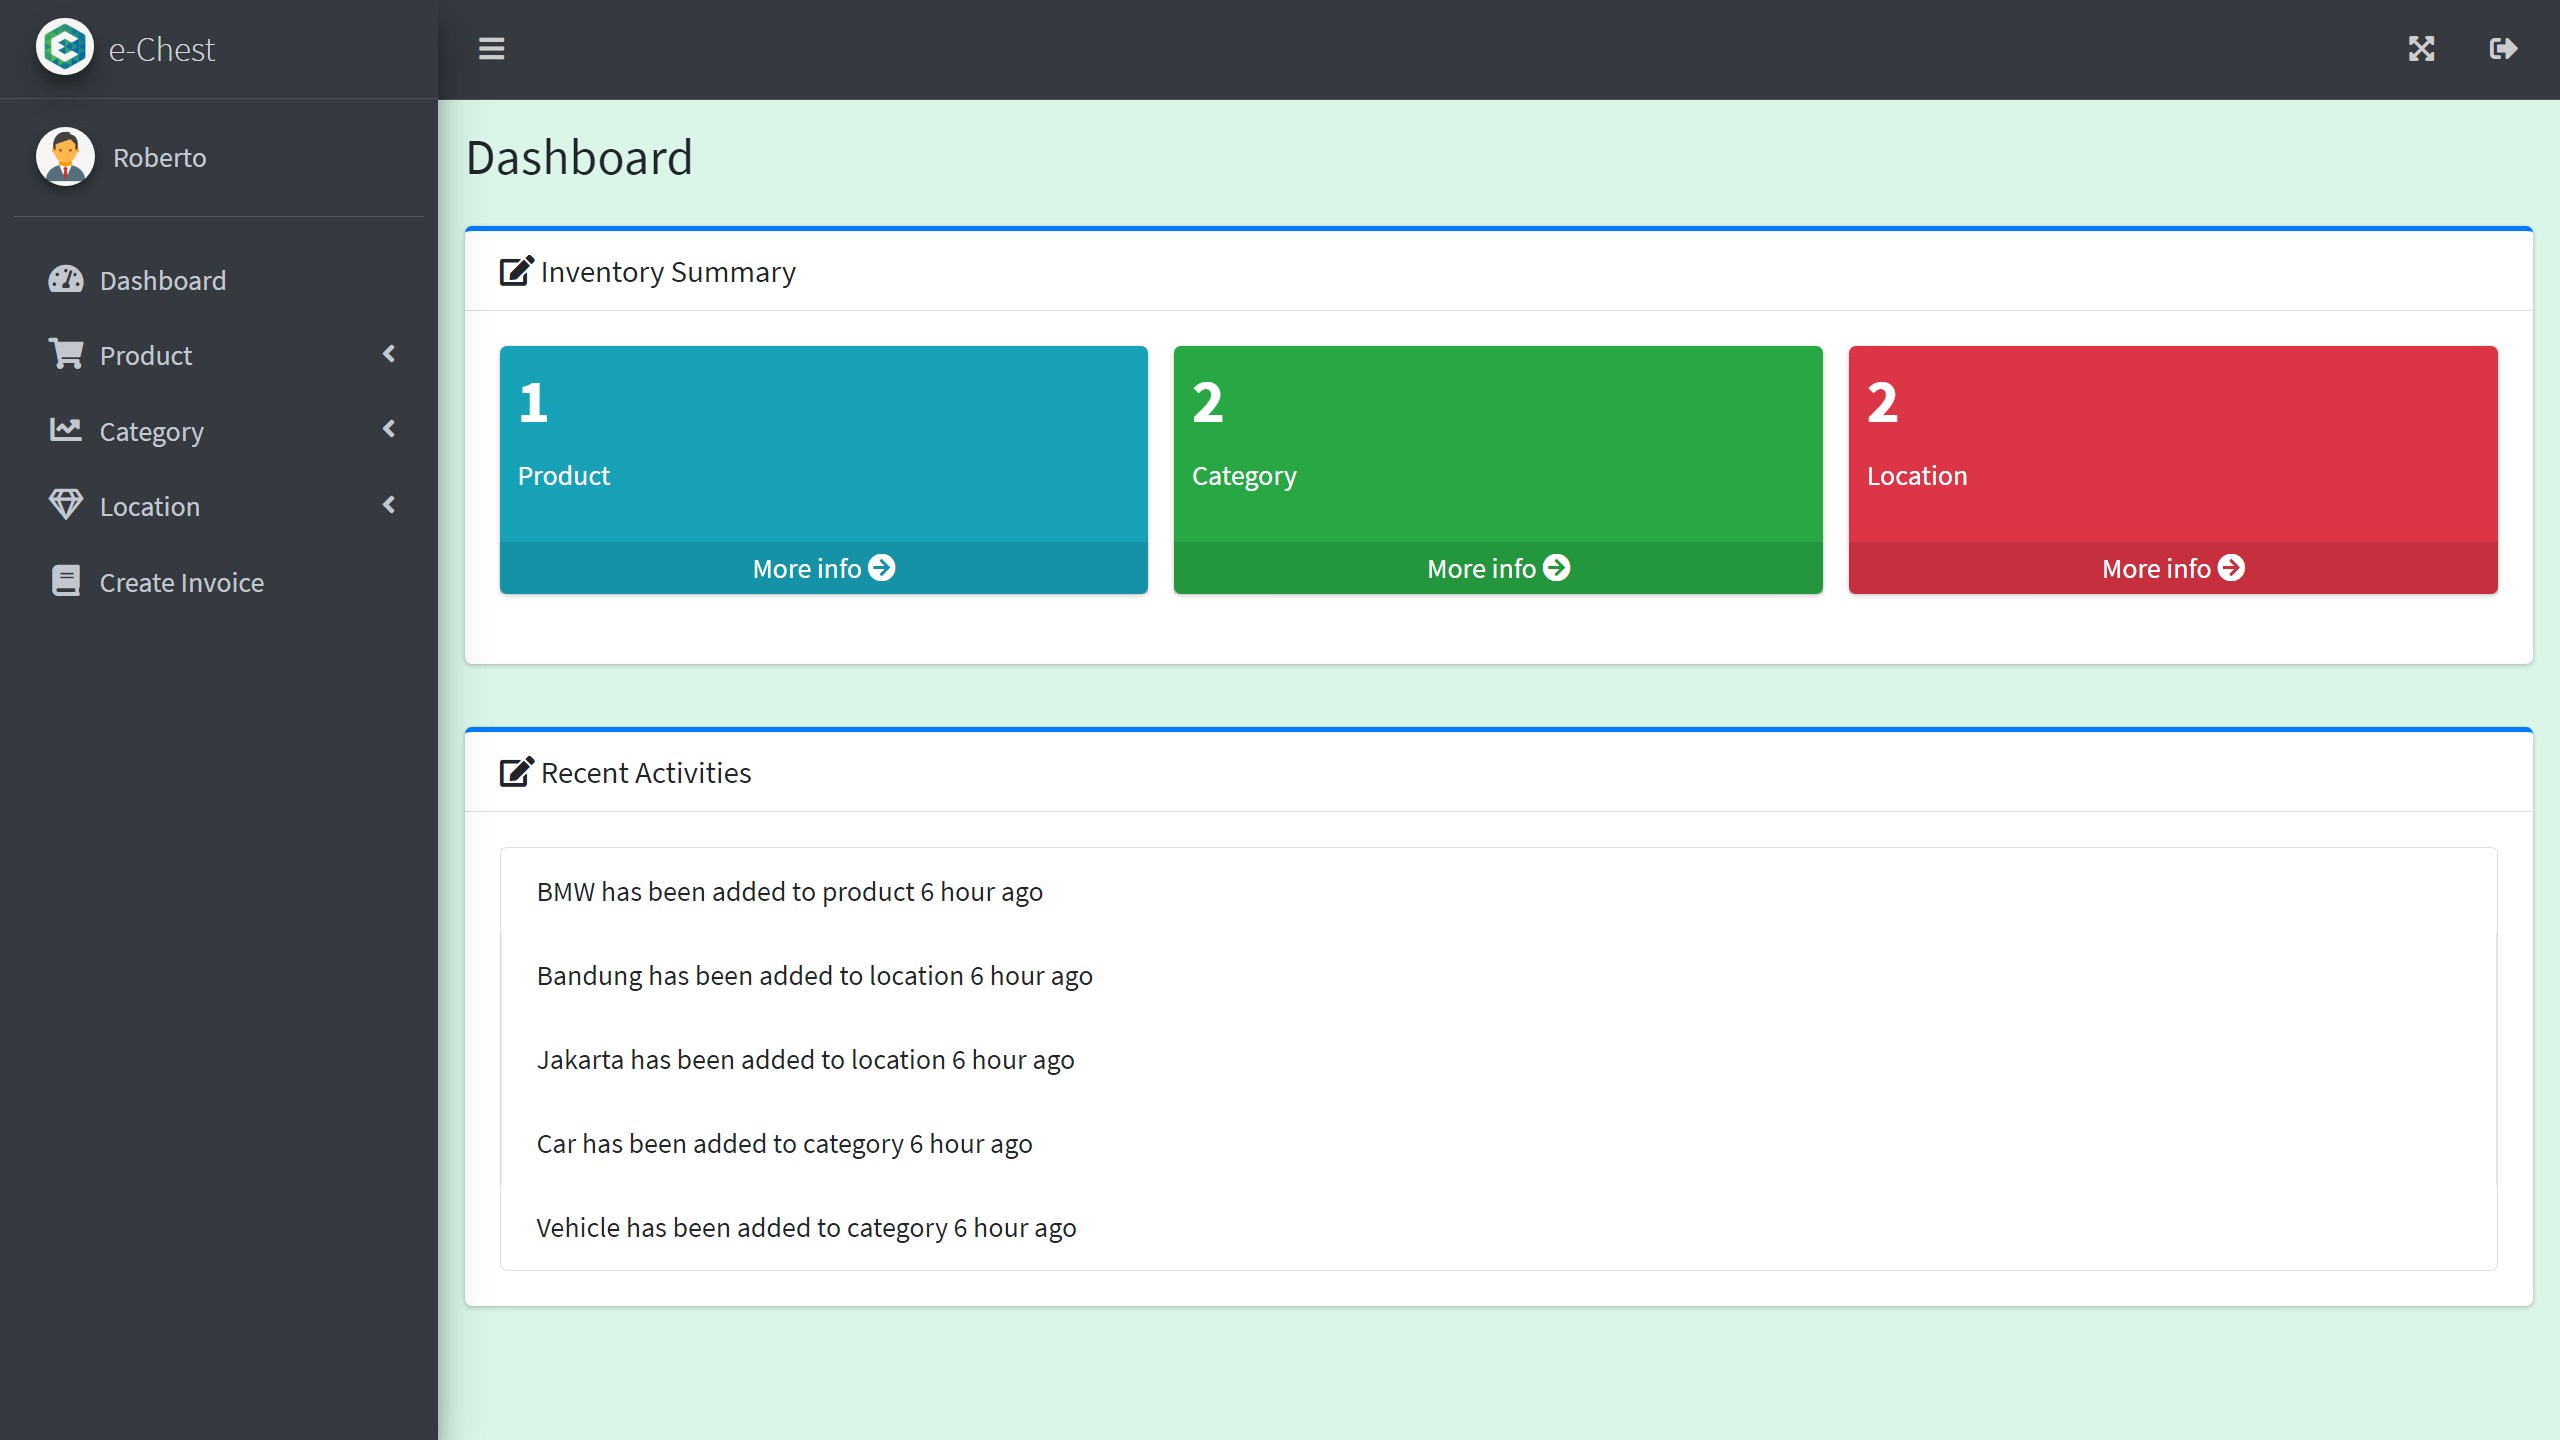 e-Chest
Roberto
Dashboard
Product
Category
Location
Create Invoice
Dashboard
Inventory Summary
1
Product
More info
2
Category
More info
2
Location
More info
Recent Activities
BMW has been added to product 6 hour ago
Bandung has been added to location 6 hour ago
Jakarta has been added to location 6 hour ago
Car has been added to category 6 hour ago
Vehicle has been added to category 6 hour ago